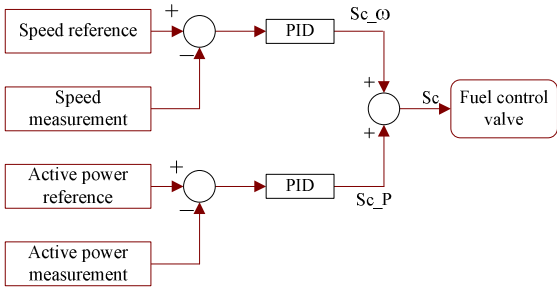 Speed reference
+
−
PID
Sc_ω
Speed
measurement
+
+
Sc
Fuel control
valve
Active power
reference
+
−
PID
Sc_P
Active power
measurement